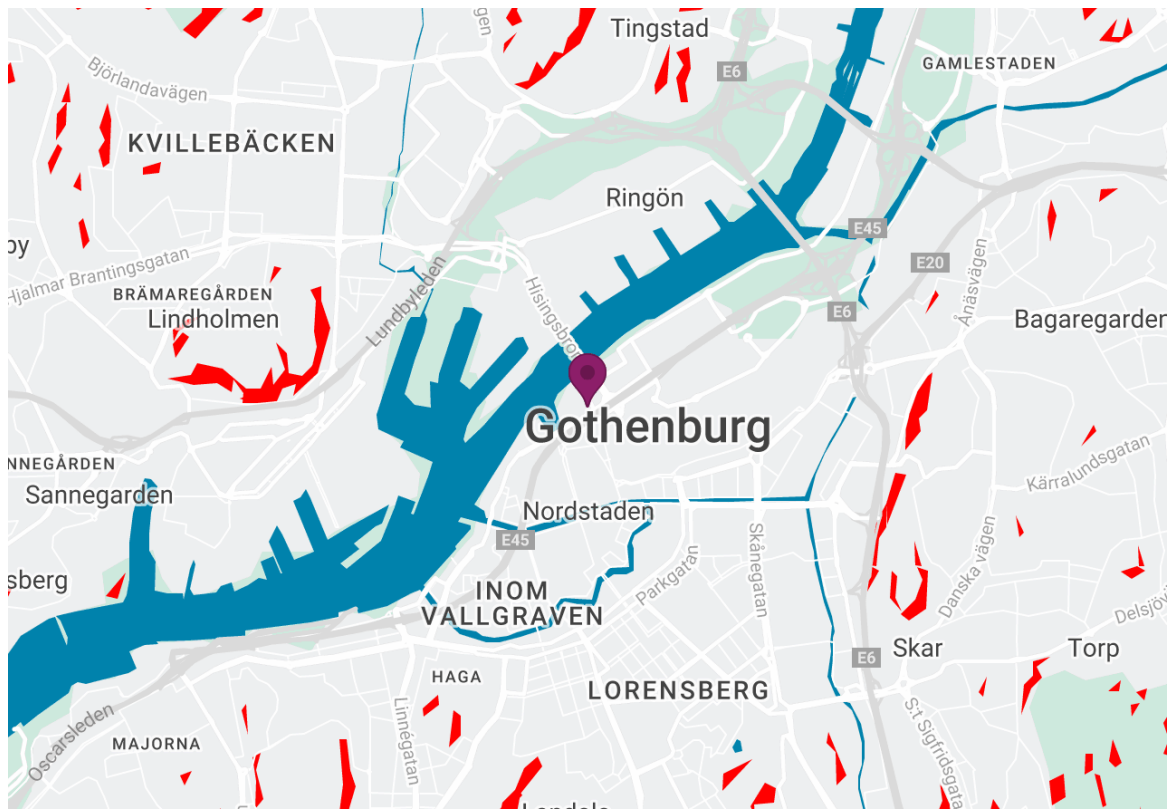 Tingstad
E6
GAMLESTADEN
Björlandavägen
KVILLEBÄCKEN
Ringön
E45
by
E20
Hjalmar Brantingsgatan
Ånäsvägen
BRÄMAREGÅRDEN
Lindholmen
Lundbyleden
Hisingsbron
E6
Bagaregarden
Gothenburg
NNEGÅRDEN
Sannegarden
Kärralundsgatan
Nordstaden
E45
Skånegatan
Parkgatan
Danska vägen
sberg
INOM
VALLGRAVEN
Delsjöv
Skar
Torp
E6
HAGA
LORENSBERG
Linnégatan
S:t Sigfridsgatan
Oscarsleden
MAJORNA